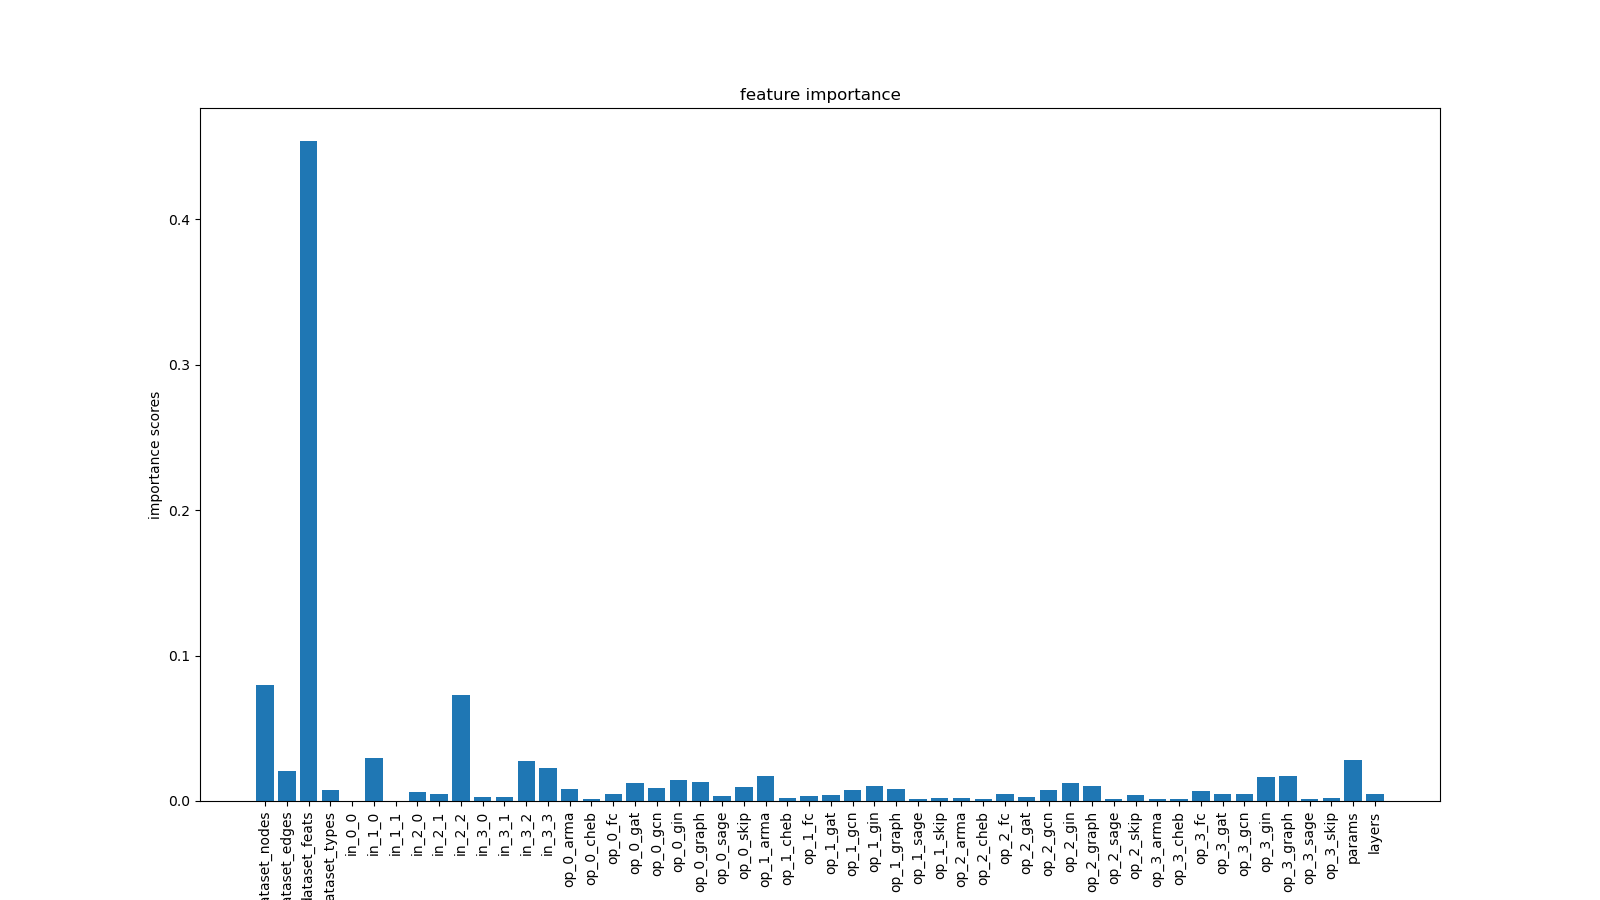 feature importance
importance scores
0.4
0.3
0.2
0.1
0.0
ataset_nodes
ataset_edges
dataset_feats
ataset_types
in_0_0
in_1_0
in_1_1
in_2_0
in_2_1
in_2_2
in_3_0
in_3_1
in_3_2
in_3_3
op_0_arma
op_0_cheb
op_0_fc
op_0_gat
op_0_gcn
op_0_gin
op_0_graph
op_0_sage
op_0_skip
op_1_arma
op_1_cheb
op_1_fc
op_1_gat
op_1_gcn
op_1_gin
op_1_graph
op_1_sage
op_1_skip
op_2_arma
op_2_cheb
op_2_fc
op_2_gat
op_2_gcn
op_2_gin
op_2_graph
op_2_sage
op_2_skip
op_3_arma
op_3_cheb
op_3_fc
op_3_gat
op_3_gcn
op_3_gin
op_3_graph
op_3_sage
op_3_skip
params
layers